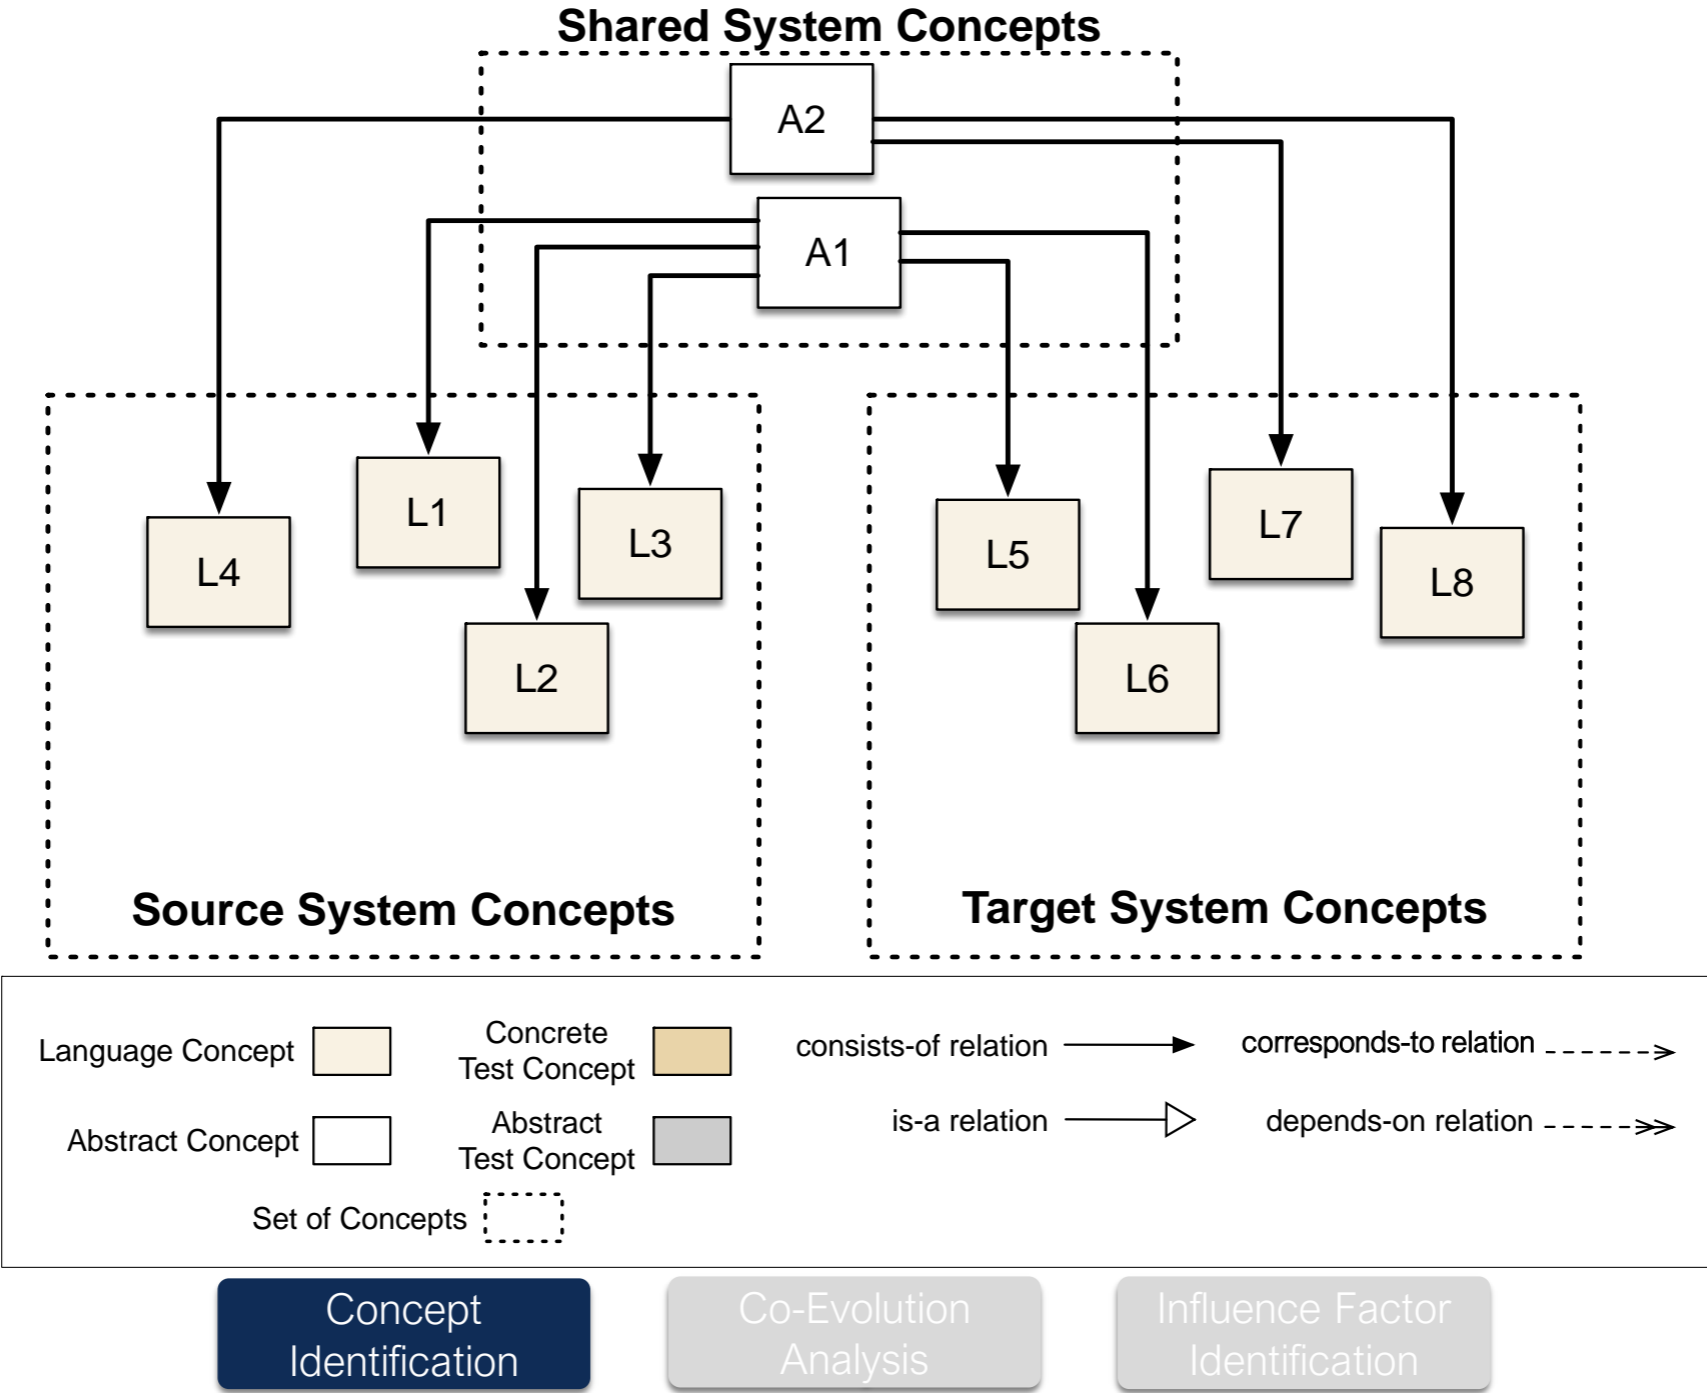 Shared System Concepts
A2
A1
L4
L1
L2
L3
L5
L6
L7
L8
Source System Concepts
Target System Concepts
Language Concept
Concrete
Test Concept
consists-of relation
corresponds-to relation
Abstract Concept
Abstract
Test Concept
is-a relation
depends-on relation
Set of Concepts
Concept
Identification
Co-Evolution
Analysis
Influence Factor
Identification